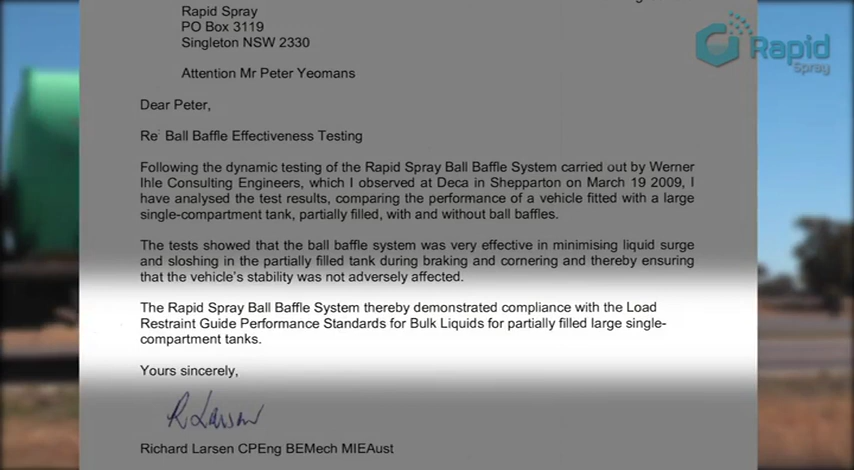 Rapid Spray
PO Box 3119
Singleton NSW 2330
Attention Mr Peter Yeomans
Dear Peter,
Re' Ball Baffle Effectiveness Testing
Following the dynamic testing of the Rapid Spray Ball Baffle System carried out by Werner
Ihle Consulting Engineers, which I observed at Deca in Shepparton on March 19 2009, I
have analysed the test results, comparing the performance of a vehicle fitted with a large
single-compartment tank, partially filled, with and without ball baffles.
The tests showed that the ball baffle system was very effective in minimising liquid surge
and sloshing in the partially filled tank during braking and cornering and thereby ensuring
that the vehicle's stability was not adversely affected.
The Rapid Spray Ball Baffle System thereby demonstrated compliance with the Load
Restraint Guide Performance Standards for Bulk Liquids for partially filled large single-
compartment tanks.
Yours sincerely,
R Larsen
Richard Larsen CPEng BEMech MIEAust
Rapid
Spray